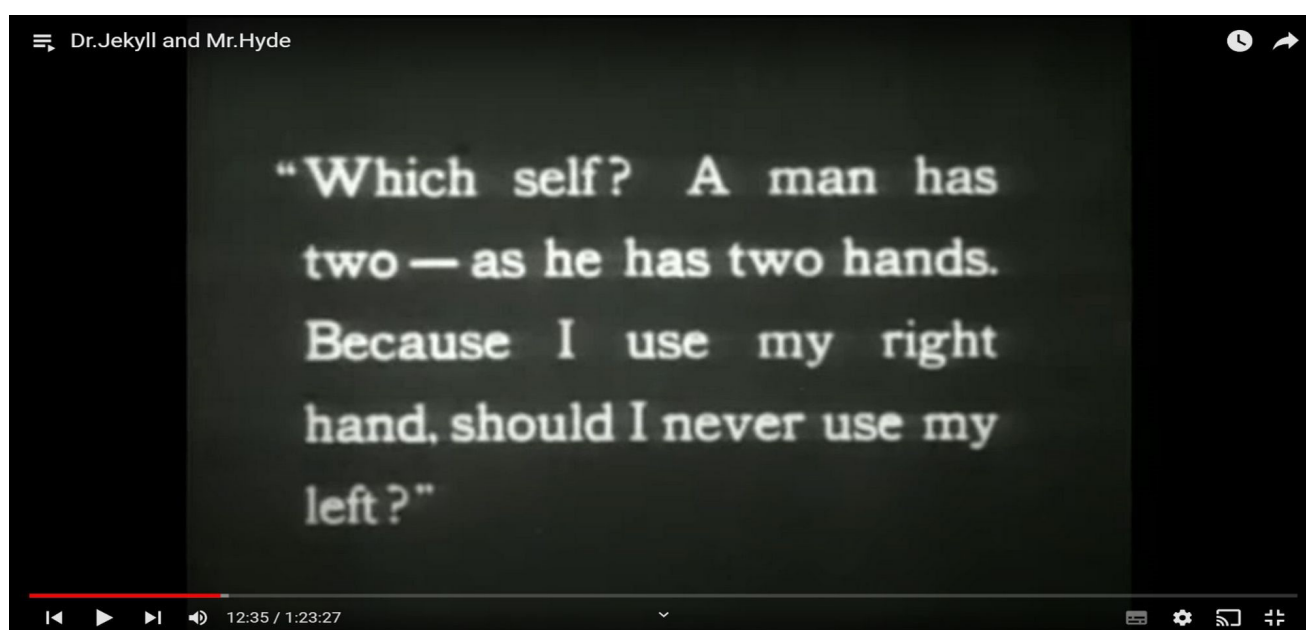 Dr.Jekyll and Mr.Hyde
“Which self? A man has
two — as he has two hands.
Because I use my right
hand, should I never use my
left?”
12:35 / 1:23:27